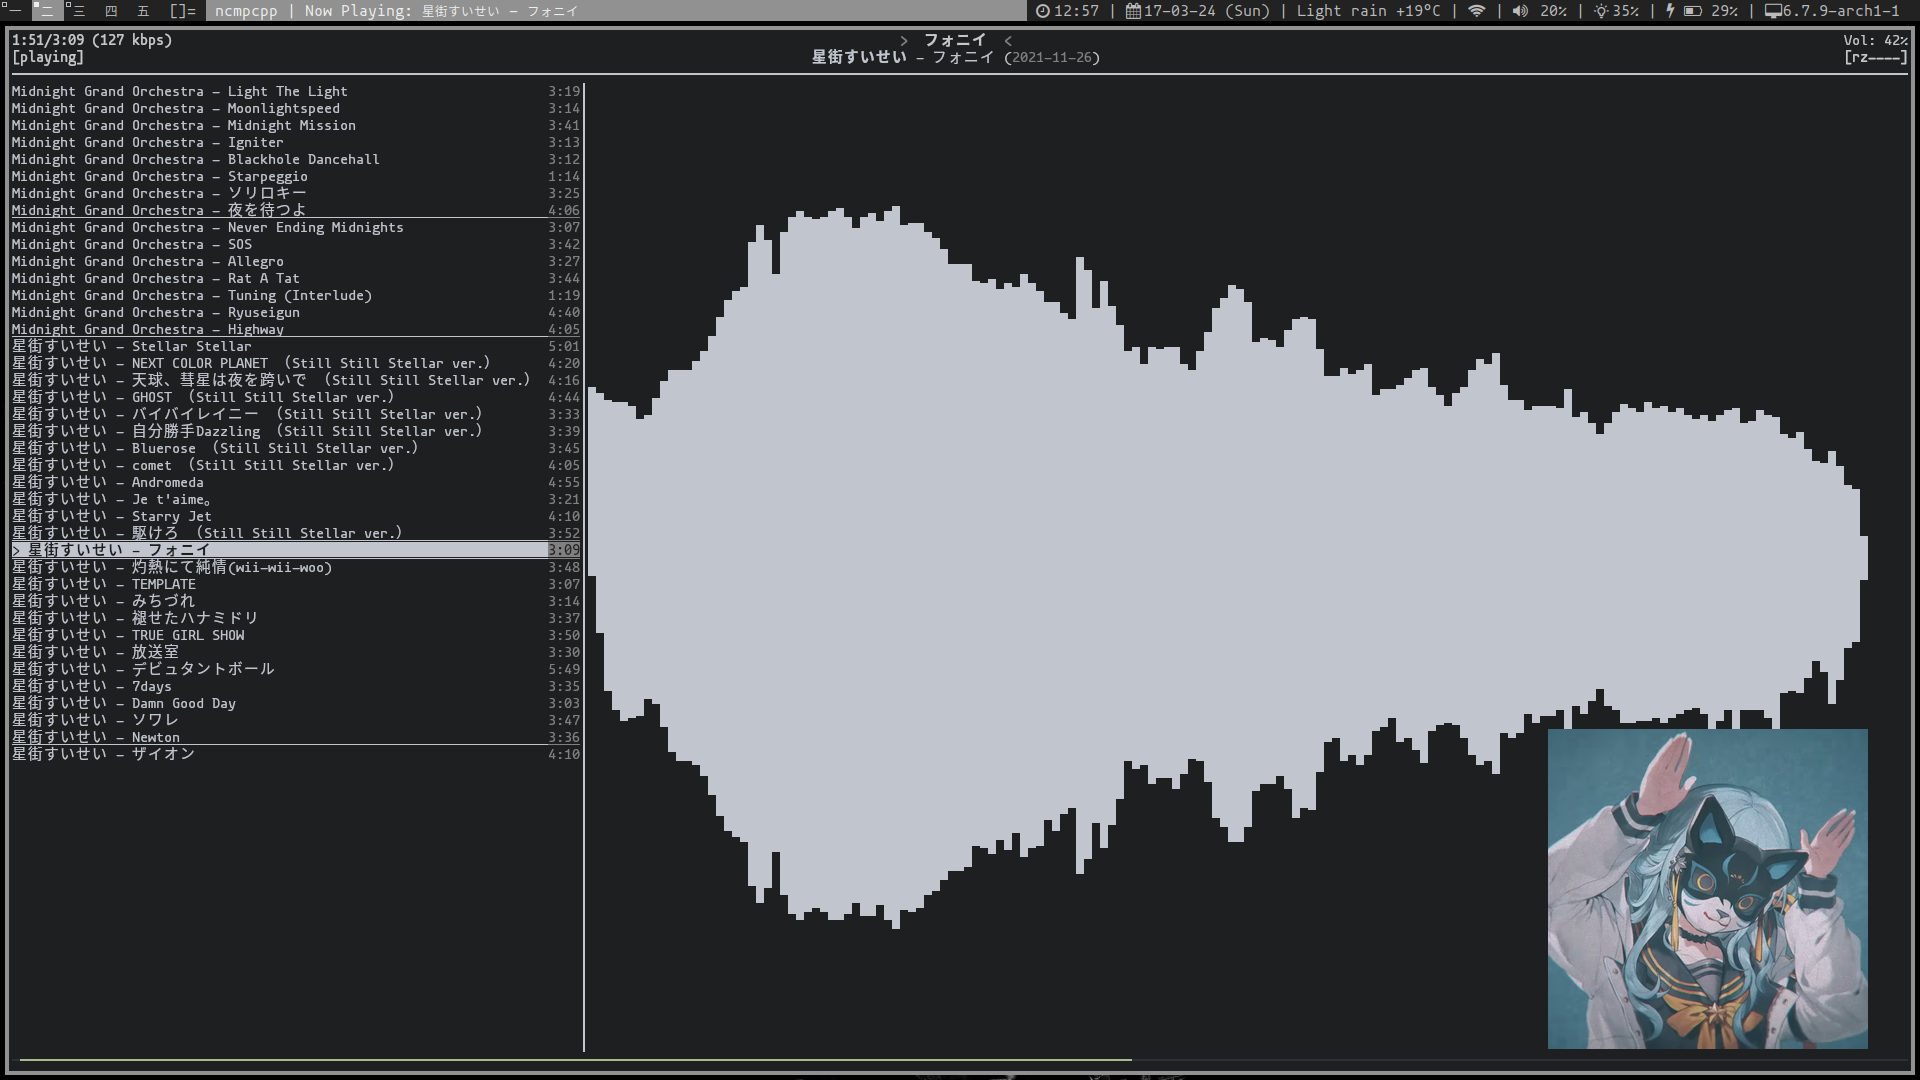 一 二 三 四 五 []= ncmpcpp | Now Playing: 星街すいせい - フォニイ 12:57 | 17-03-24 (Sun) | Light rain +19°C | | 20% | 35% | 29% | 6.7.9-arch1-1
1:51/3:09 (127 kbps) > フォニイ < Vol: 42%
[playing] 星街すいせい - フォニイ (2021-11-26) [rz----]
Midnight Grand Orchestra - Light The Light 3:19
Midnight Grand Orchestra - Moonlightspeed 3:14
Midnight Grand Orchestra - Midnight Mission 3:41
Midnight Grand Orchestra - Igniter 3:13
Midnight Grand Orchestra - Blackhole Dancehall 3:12
Midnight Grand Orchestra - Starpeggio 1:14
Midnight Grand Orchestra - ソリロキー 3:25
Midnight Grand Orchestra - 夜を待つよ 4:06
Midnight Grand Orchestra - Never Ending Midnights 3:07
Midnight Grand Orchestra - SOS 3:42
Midnight Grand Orchestra - Allegro 3:27
Midnight Grand Orchestra - Rat A Tat 3:44
Midnight Grand Orchestra - Tuning (Interlude) 1:19
Midnight Grand Orchestra - Ryuseigun 4:40
Midnight Grand Orchestra - Highway 4:05
星街すいせい - Stellar Stellar 5:01
星街すいせい - NEXT COLOR PLANET (Still Still Stellar ver.) 4:20
星街すいせい - 天球、彗星は夜を跨いで (Still Still Stellar ver.) 4:16
星街すいせい - GHOST (Still Still Stellar ver.) 4:44
星街すいせい - バイバイレイニー (Still Still Stellar ver.) 3:33
星街すいせい - 自分勝手Dazzling (Still Still Stellar ver.) 3:39
星街すいせい - Bluerose (Still Still Stellar ver.) 3:45
星街すいせい - comet (Still Still Stellar ver.) 4:05
星街すいせい - Andromeda 4:55
星街すいせい - Je t'aime。 3:21
星街すいせい - Starry Jet 4:10
星街すいせい - 駆けろ (Still Still Stellar ver.) 3:52
> 星街すいせい - フォニイ 3:09
星街すいせい - 灼熱にて純情(wii-wii-woo) 3:48
星街すいせい - TEMPLATE 3:07
星街すいせい - みちづれ 3:14
星街すいせい - 褪せたハナミドリ 3:37
星街すいせい - TRUE GIRL SHOW 3:50
星街すいせい - 放送室 3:30
星街すいせい - デビュタントボール 5:49
星街すいせい - 7days 3:35
星街すいせい - Damn Good Day 3:03
星街すいせい - ソワレ 3:47
星街すいせい - Newton 3:36
星街すいせい - ザイオン 4:10